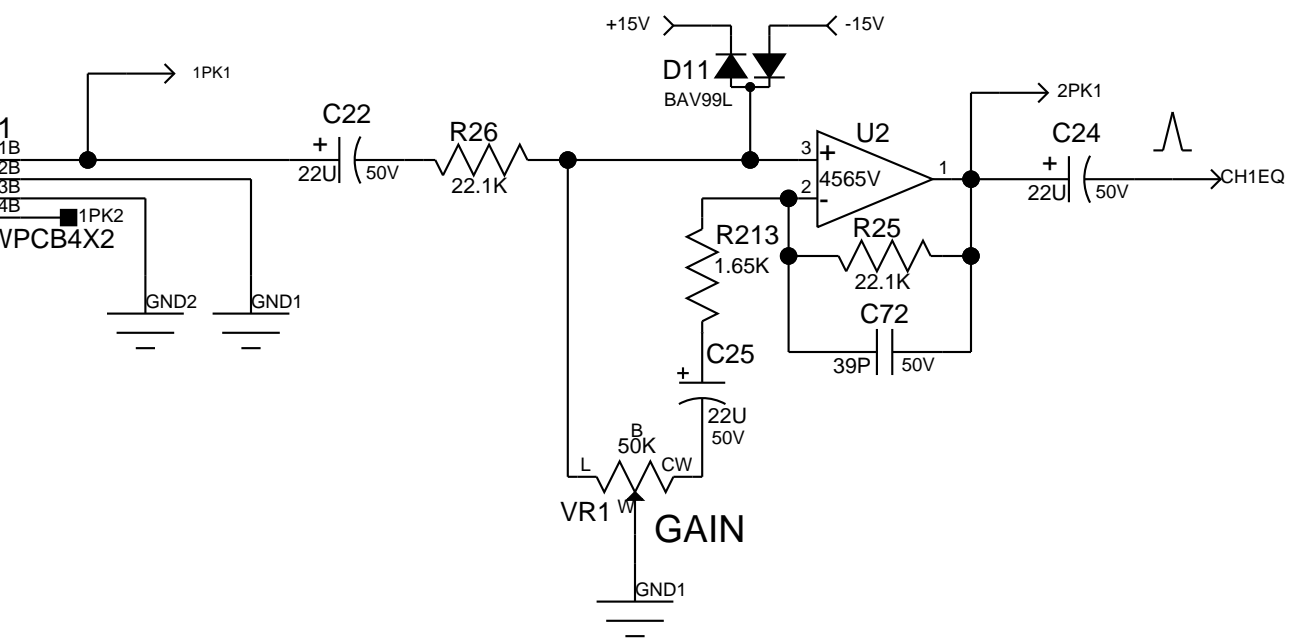 +15V
-15V
1PK1
D11
BAV99L
2PK1
1
1B
2B
3B
4B
1PK2
WPCB4X2
GND2
GND1
C22
+
22U
50V
R26
22.1K
U2
3
+
4565V
2
-
1
C24
+
22U
50V
CH1EQ
R213
1.65K
R25
22.1K
C72
39P
50V
C25
+
22U
50V
B
50K
L
CW
VR1
W
GAIN
GND1